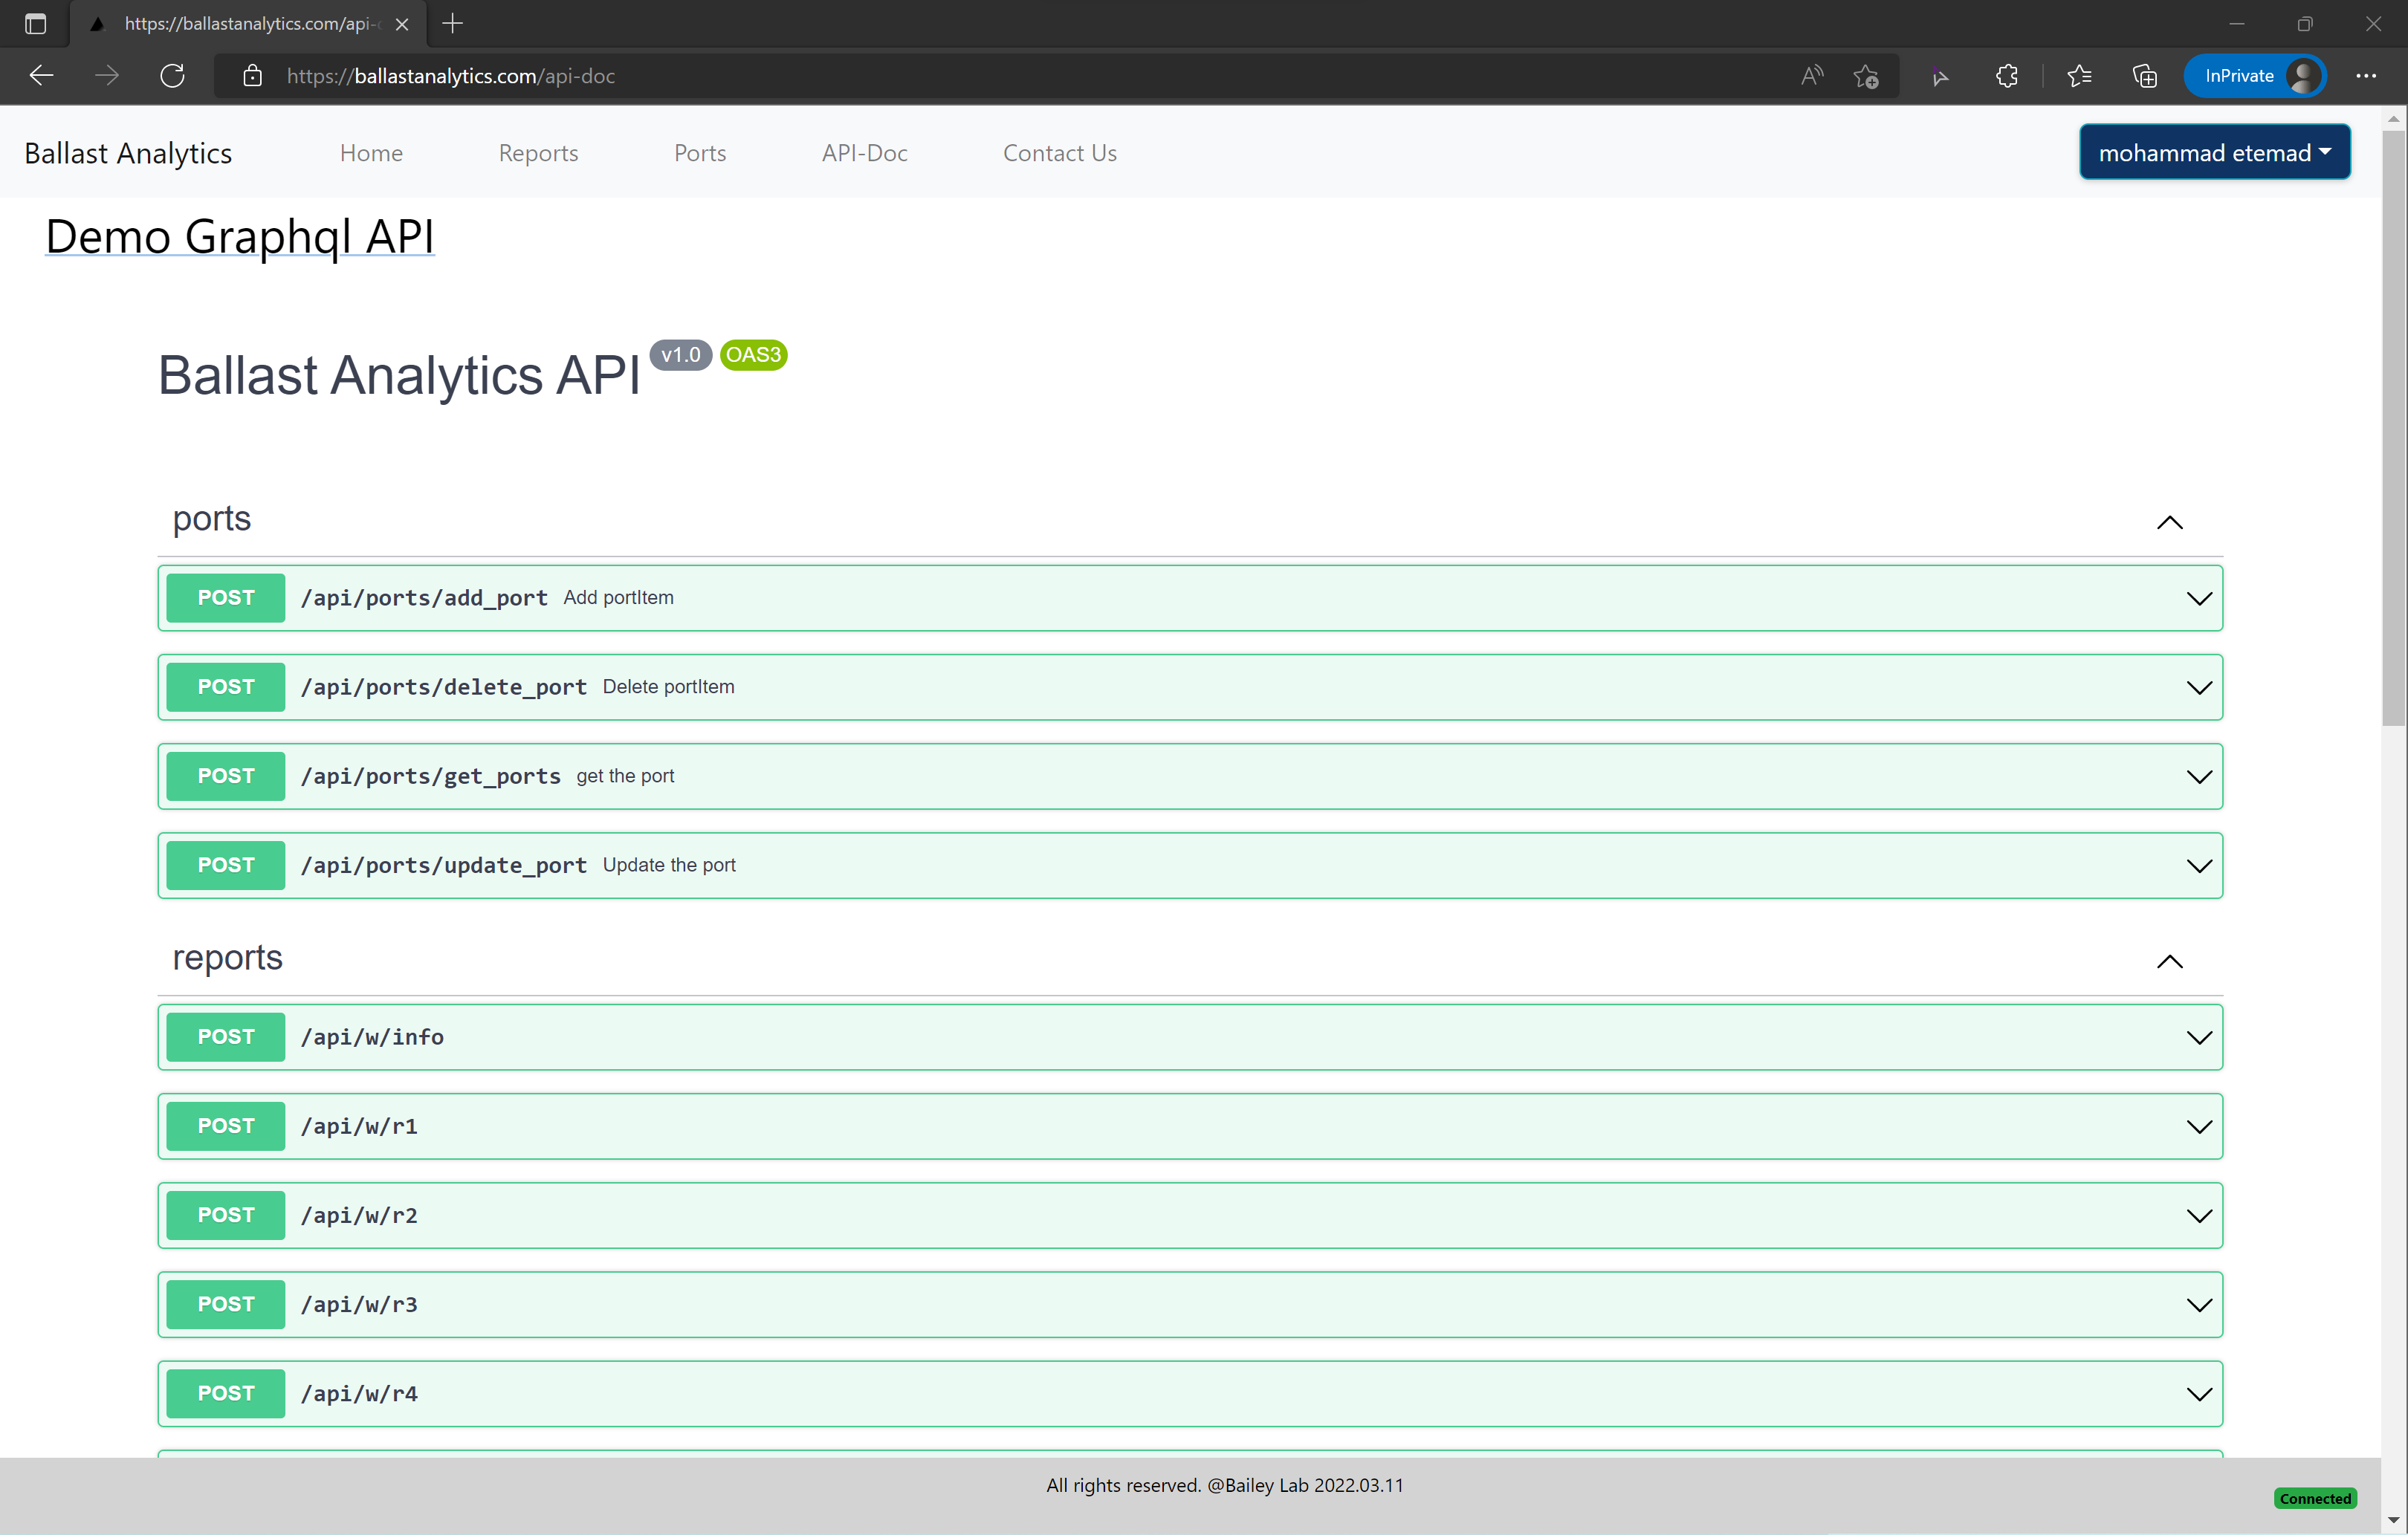 https://ballastanalytics.com/api-
https://ballastanalytics.com/api-doc
InPrivate
Ballast Analytics Home Reports Ports API-Doc Contact Us mohammad etemad
Demo Graphql API
Ballast Analytics API v1.0 OAS3
ports
POST /api/ports/add_port Add portItem
POST /api/ports/delete_port Delete portItem
POST /api/ports/get_ports get the port
POST /api/ports/update_port Update the port
reports
POST /api/w/info
POST /api/w/r1
POST /api/w/r2
POST /api/w/r3
POST /api/w/r4
All rights reserved. @Bailey Lab 2022.03.11
Connected